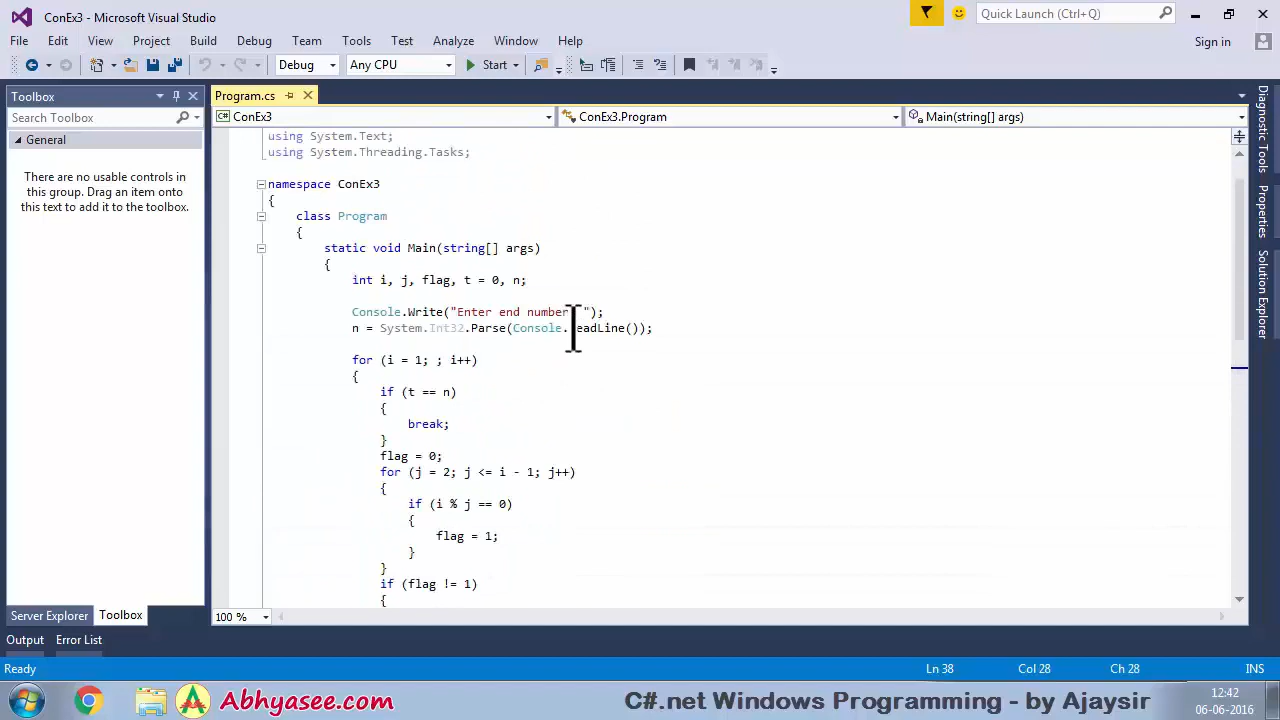 ConEx3 - Microsoft Visual Studio
Quick Launch (Ctrl+Q)
File Edit View Project Build Debug Team Tools Test Analyze Window Help
Sign in
Debug Any CPU Start
Toolbox
Search Toolbox
General
There are no usable controls in
this group. Drag an item onto
this text to add it to the toolbox.
Server Explorer Toolbox
Program.cs
ConEx3 ConEx3.Program Main(string[] args)
using System.Text;
using System.Threading.Tasks;
namespace ConEx3
{
class Program
{
static void Main(string[] args)
{
int i, j, flag, t = 0, n;
Console.Write("Enter end number ");
n = System.Int32.Parse(Console.eadLine());
for (i = 1; ; i++)
{
if (t == n)
{
break;
}
flag = 0;
for (j = 2; j <= i - 1; j++)
{
if (i % j == 0)
{
flag = 1;
}
}
if (flag != 1)
{
100 %
Diagnostic Tools
Properties
Solution Explorer
Output Error List
Ready Ln 38 Col 28 Ch 28 INS
Abhyasee.com
C#.net Windows Programming - by Ajaysir
12:42
06-06-2016